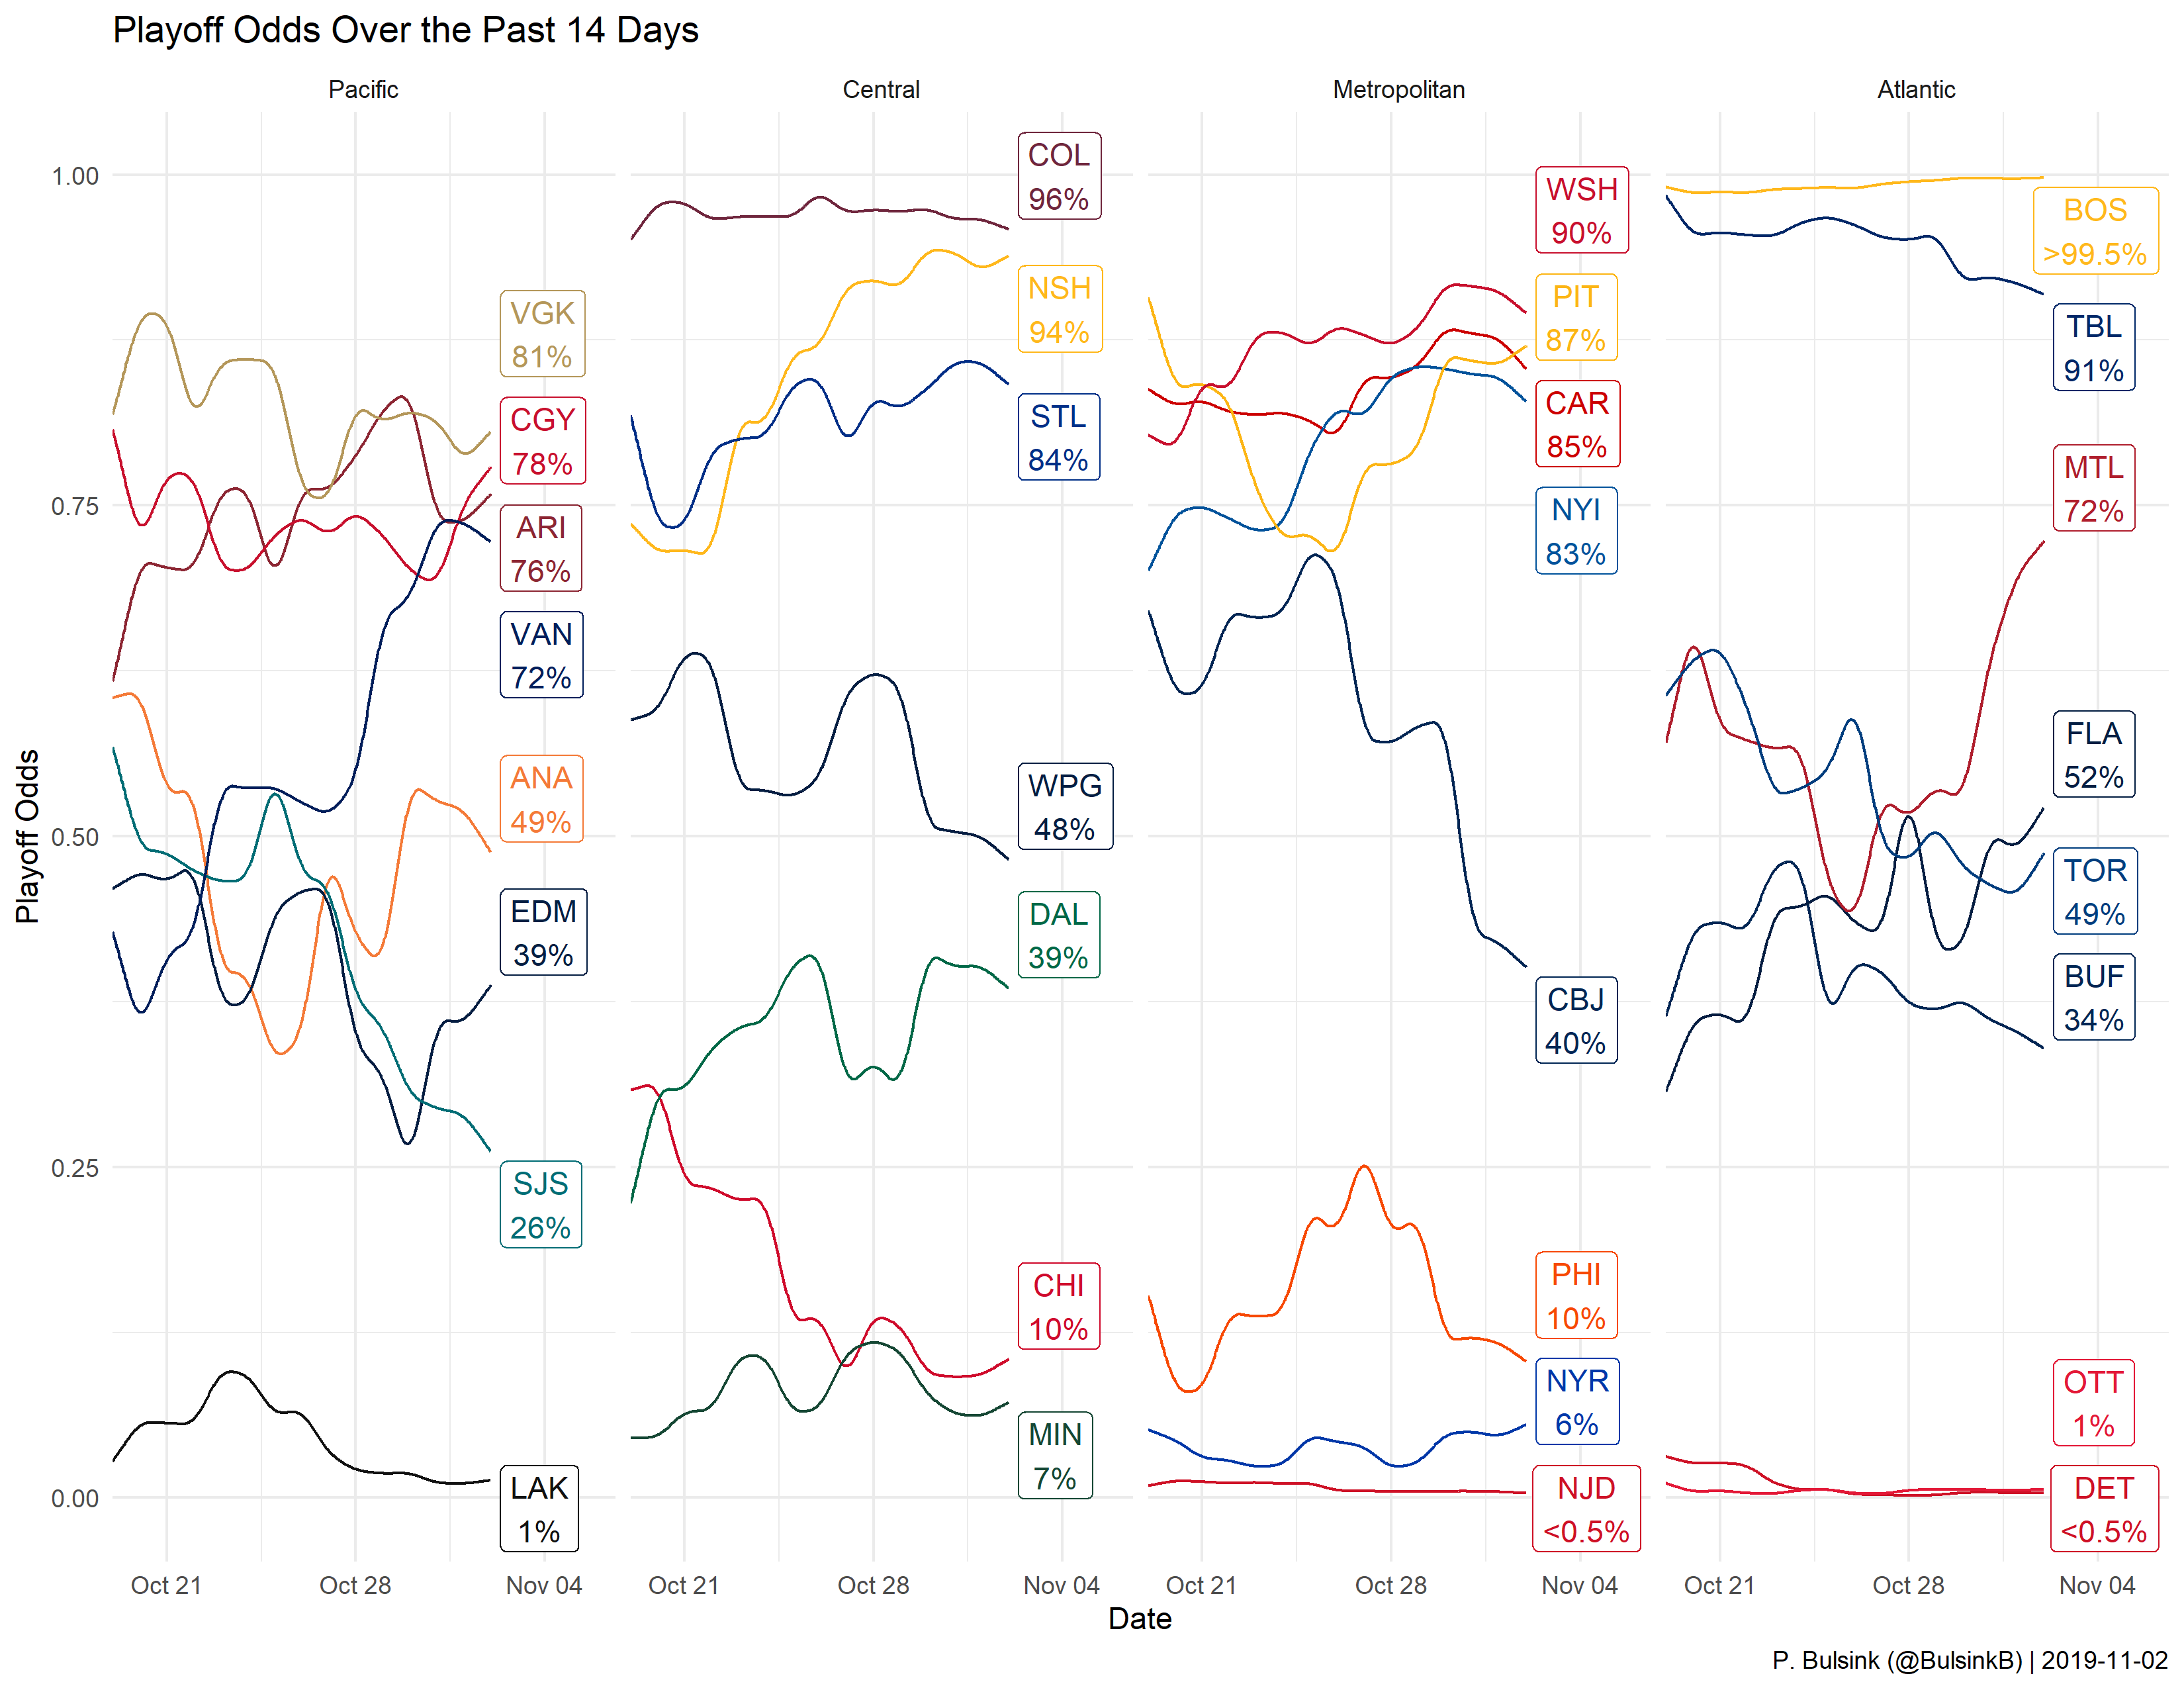 Playoff Odds Over the Past 14 Days
Pacific
Central
Metropolitan
Atlantic
Playoff Odds
1.00
0.75
0.50
0.25
0.00
VGK
81%
CGY
78%
ARI
76%
VAN
72%
ANA
49%
EDM
39%
SJS
26%
LAK
1%
COL
96%
NSH
94%
STL
84%
WPG
48%
DAL
39%
CHI
10%
MIN
7%
WSH
90%
PIT
87%
CAR
85%
NYI
83%
CBJ
40%
PHI
10%
NYR
6%
NJD
<0.5%
BOS
>99.5%
TBL
91%
MTL
72%
FLA
52%
TOR
49%
BUF
34%
OTT
1%
DET
<0.5%
Oct 21 Oct 28 Nov 04
Oct 21 Oct 28 Nov 04
Oct 21 Oct 28 Nov 04
Oct 21 Oct 28 Nov 04
Date
P. Bulsink (@BulsinkB) | 2019-11-02